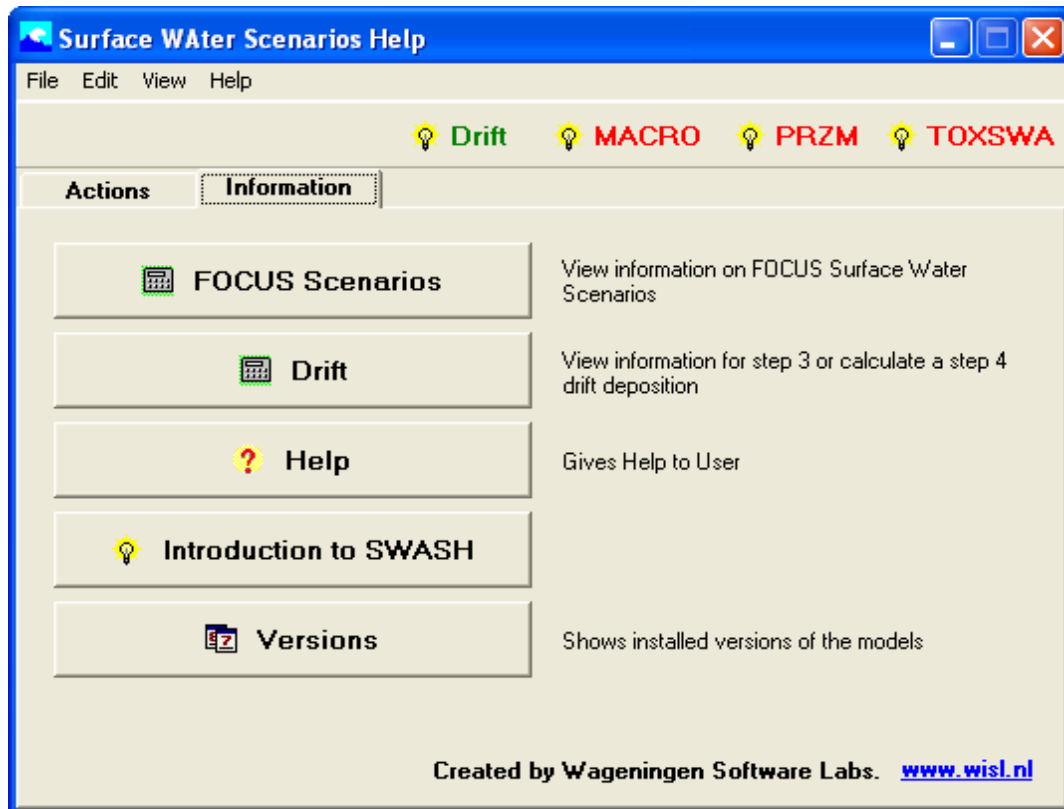 Surface WAter Scenarios Help
File Edit View Help
Drift MACRO PRZM TOXSWA
Actions Information
FOCUS Scenarios
View information on FOCUS Surface Water
Scenarios
Drift
View information for step 3 or calculate a step 4
drift deposition
? Help
Gives Help to User
Introduction to SWASH
Versions
Shows installed versions of the models
Created by Wageningen Software Labs. www.wisl.nl